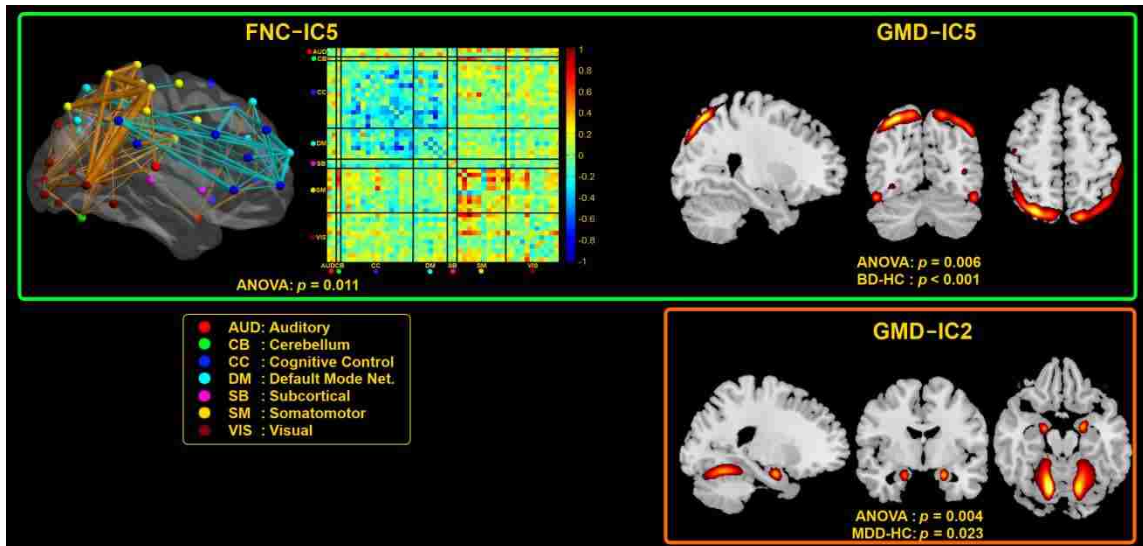 FNC-IC5
GMD-IC5
AUD
CB
CC
DM
SB
SM
VIS
1
0.8
0.6
0.4
0.2
0
-0.2
-0.4
-0.6
-0.8
-1
AUD CB CC DM SB SM VIS
ANOVA: p = 0.011
ANOVA: p = 0.006
BD-HC : p < 0.001
AUD: Auditory
CB : Cerebellum
CC : Cognitive Control
DM : Default Mode Net.
SB : Subcortical
SM : Somatomotor
VIS : Visual
GMD-IC2
ANOVA : p = 0.004
MDD-HC: p = 0.023